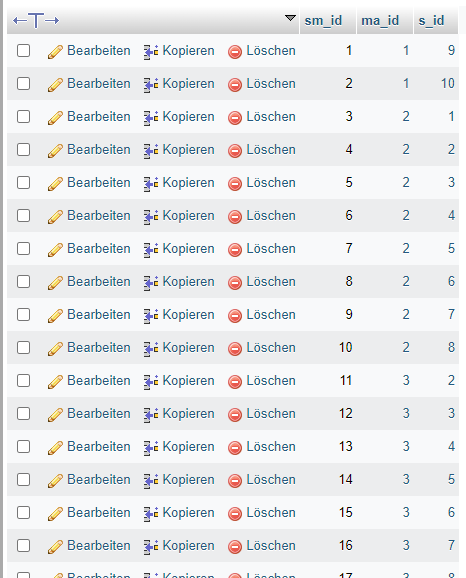 sm_id ma_id s_id
Bearbeiten Kopieren Löschen 1 1 9
Bearbeiten Kopieren Löschen 2 1 10
Bearbeiten Kopieren Löschen 3 2 1
Bearbeiten Kopieren Löschen 4 2 2
Bearbeiten Kopieren Löschen 5 2 3
Bearbeiten Kopieren Löschen 6 2 4
Bearbeiten Kopieren Löschen 7 2 5
Bearbeiten Kopieren Löschen 8 2 6
Bearbeiten Kopieren Löschen 9 2 7
Bearbeiten Kopieren Löschen 10 2 8
Bearbeiten Kopieren Löschen 11 3 2
Bearbeiten Kopieren Löschen 12 3 3
Bearbeiten Kopieren Löschen 13 3 4
Bearbeiten Kopieren Löschen 14 3 5
Bearbeiten Kopieren Löschen 15 3 6
Bearbeiten Kopieren Löschen 16 3 7
Bearbeiten Kopieren Löschen 17 3 8